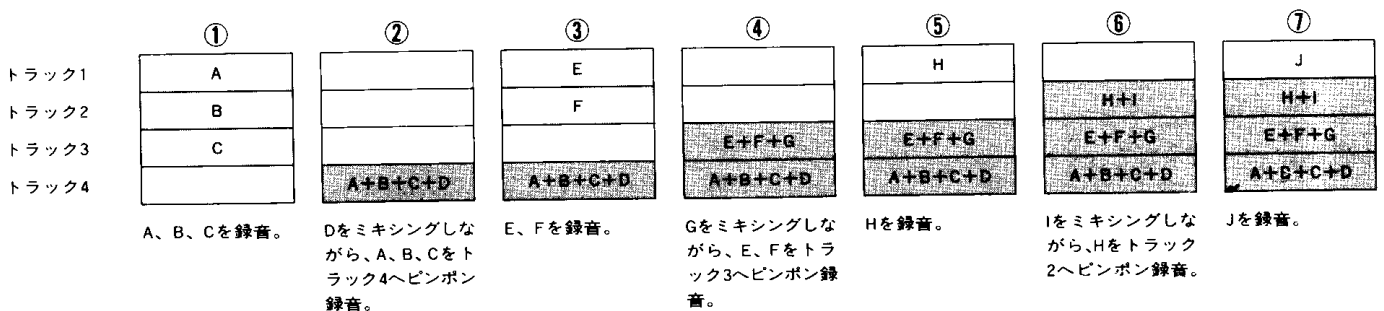 ① ② ③ ④ ⑤ ⑥ ⑦
トラック1 A E H J
トラック2 B F H+I H+I
トラック3 C E+F+G E+F+G E+F+G E+F+G
トラック4 A+B+C+D A+B+C+D A+B+C+D A+B+C+D A+B+C+D A+B+C+D
A、B、Cを録音。
Dをミキシングしな
がら、A、B、Cをト
ラック4へピンポン
録音。
E、Fを録音。
Gをミキシングしな
がら、E、Fをトラ
ック3へピンポン録
音。
Hを録音。
Iをミキシングしな
がら、Hをトラック
2へピンポン録音。
Jを録音。